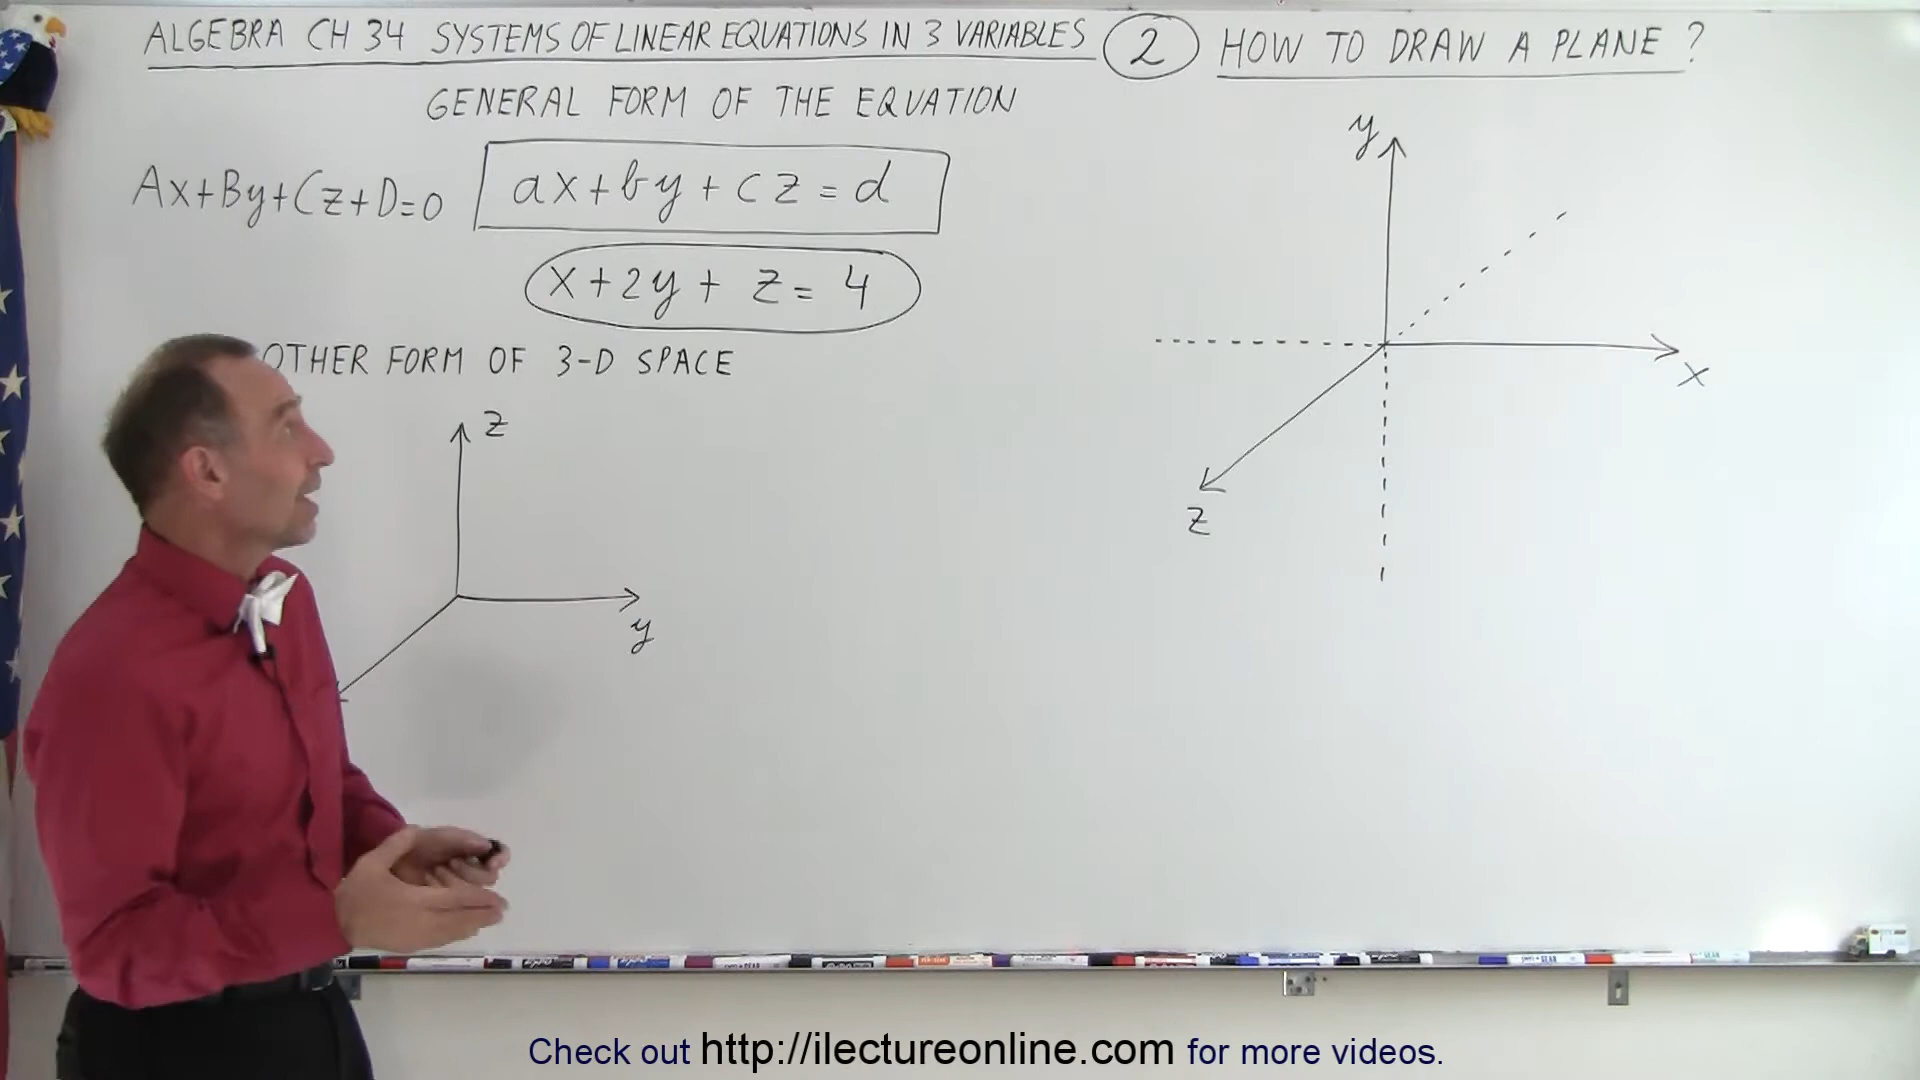 ALGEBRA CH 34 SYSTEMS OF LINEAR EQUATIONS IN 3 VARIABLES 2 HOW TO DRAW A PLANE ?
GENERAL FORM OF THE EQUATION
Ax+By+Cz+D=0
ax+by+cz=d
x+2y+z=4
OTHER FORM OF 3-D SPACE
z
y
y
x
z
Check out http://ilectureonline.com for more videos.